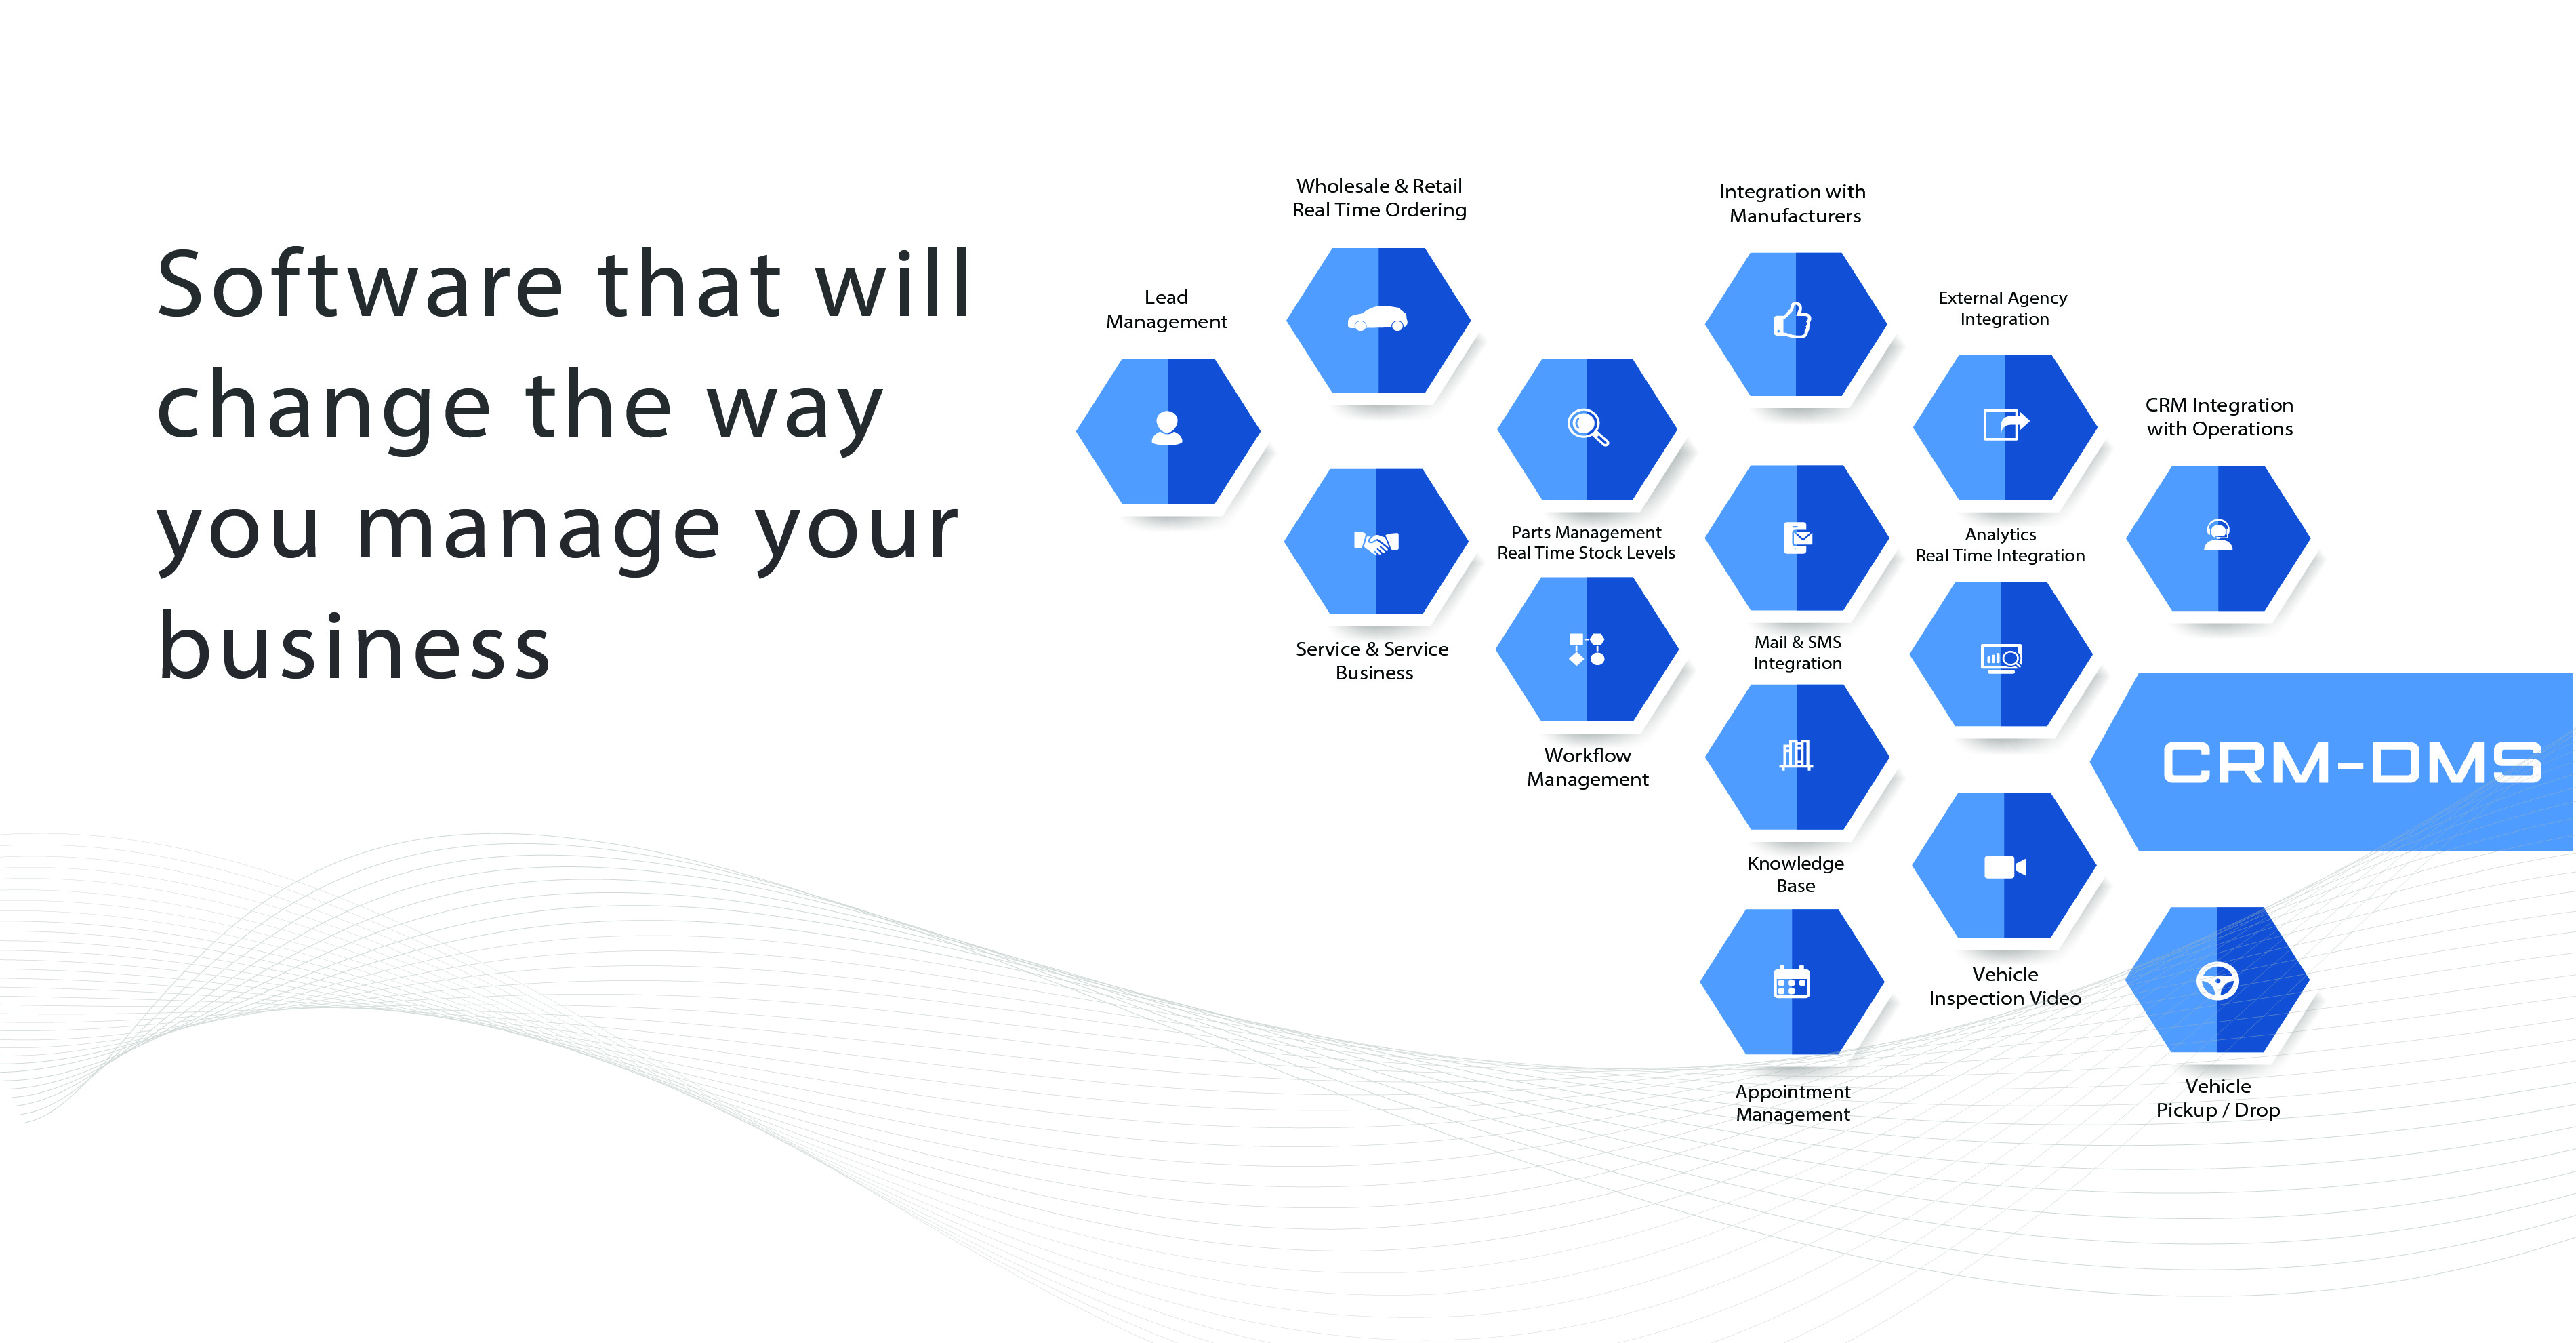 Software that will
change the way
you manage your
business
Lead
Management
Wholesale & Retail
Real Time Ordering
Service & Service
Business
Parts Management
Real Time Stock Levels
Workflow
Management
Integration with
Manufacturers
Mail & SMS
Integration
Knowledge
Base
Appointment
Management
External Agency
Integration
Analytics
Real Time Integration
Vehicle
Inspection Video
CRM Integration
with Operations
CRM-DMS
Vehicle
Pickup / Drop